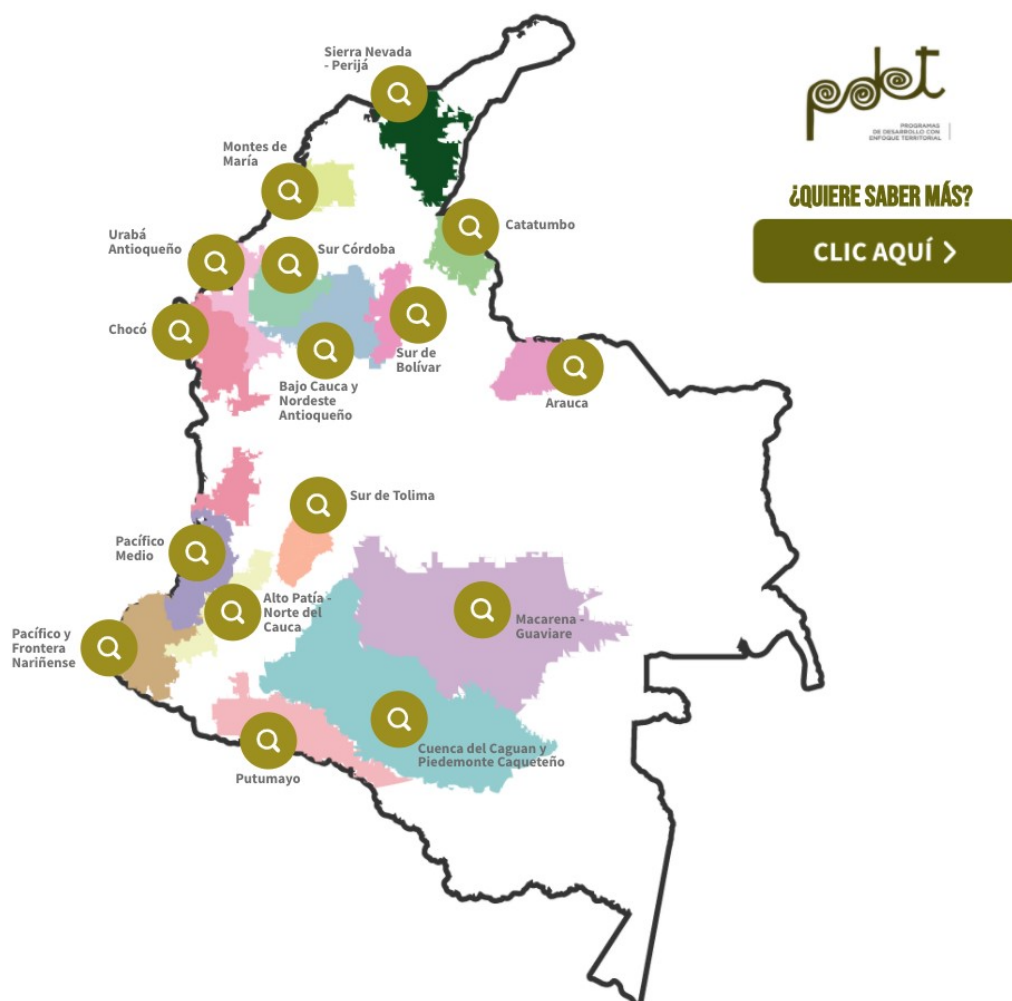 Sierra Nevada
- Perijá
pdet
PROGRAMAS
DE DESARROLLO CON
ENFOQUE TERRITORIAL
Montes de
María
¿QUIERE SABER MÁS?
CLIC AQUÍ
Catatumbo
Urabá
Antioqueño
Sur Córdoba
Chocó
Sur de
Bolívar
Bajo Cauca y
Nordeste
Antioqueño
Arauca
Sur de Tolima
Pacífico
Medio
Alto Patía -
Norte del
Cauca
Macarena -
Guaviare
Pacífico y
Frontera
Nariñense
Cuenca del Caguan y
Piedemonte Caqueteño
Putumayo